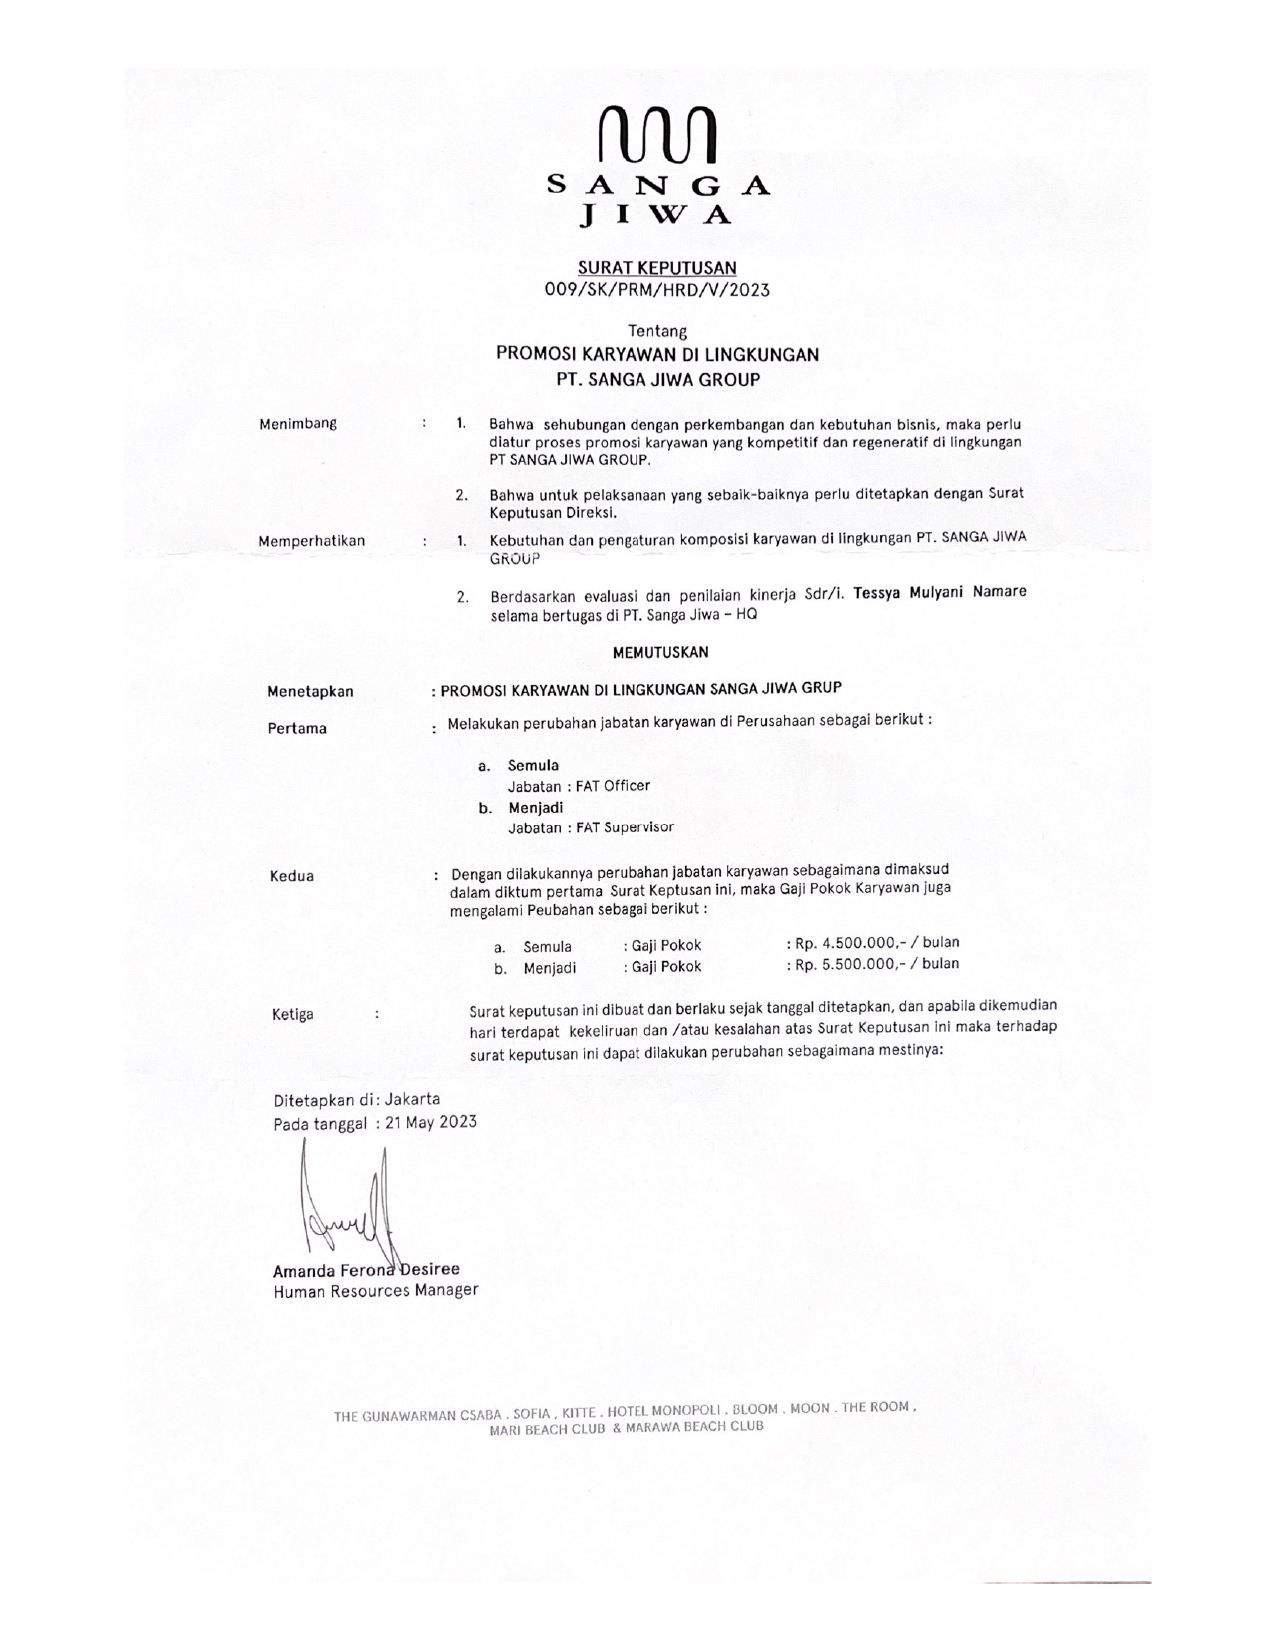 SANGA
JIWA
SURAT KEPUTUSAN
009/SK/PRM/HRD/V/2023
Tentang
PROMOSI KARYAWAN DI LINGKUNGAN
PT. SANGA JIWA GROUP
Menimbang : 1. Bahwa sehubungan dengan perkembangan dan kebutuhan bisnis, maka perlu
diatur proses promosi karyawan yang kompetitif dan regeneratif di lingkungan
PT SANGA JIWA GROUP.
2. Bahwa untuk pelaksanaan yang sebaik-baiknya perlu ditetapkan dengan Surat
Keputusan Direksi.
Memperhatikan : 1. Kebutuhan dan pengaturan komposisi karyawan di lingkungan PT. SANGA JIWA
GROUP
2. Berdasarkan evaluasi dan penilaian kinerja Sdr/i. Tessya Mulyani Namare
selama bertugas di PT. Sanga Jiwa – HQ
MEMUTUSKAN
Menetapkan : PROMOSI KARYAWAN DI LINGKUNGAN SANGA JIWA GRUP
Pertama : Melakukan perubahan jabatan karyawan di Perusahaan sebagai berikut :
a. Semula
Jabatan : FAT Officer
b. Menjadi
Jabatan : FAT Supervisor
Kedua : Dengan dilakukannya perubahan jabatan karyawan sebagaimana dimaksud
dalam diktum pertama Surat Keptusan ini, maka Gaji Pokok Karyawan juga
mengalami Peubahan sebagai berikut :
a. Semula : Gaji Pokok : Rp. 4.500.000,- / bulan
b. Menjadi : Gaji Pokok : Rp. 5.500.000,- / bulan
Ketiga : Surat keputusan ini dibuat dan berlaku sejak tanggal ditetapkan, dan apabila dikemudian
hari terdapat kekeliruan dan /atau kesalahan atas Surat Keputusan ini maka terhadap
surat keputusan ini dapat dilakukan perubahan sebagaimana mestinya:
Ditetapkan di : Jakarta
Pada tanggal : 21 May 2023
Amanda Ferona Desiree
Human Resources Manager
THE GUNAWARMAN CSABA . SOFIA , KITTE . HOTEL MONOPOLI . BLOOM . MOON . THE ROOM .
MARI BEACH CLUB & MARAWA BEACH CLUB